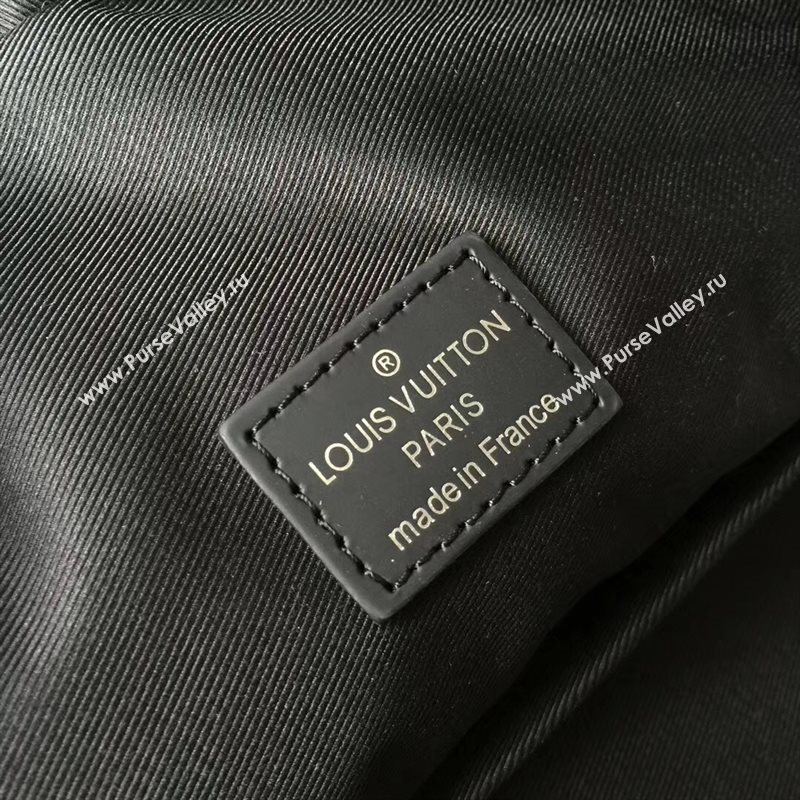 ®
LOUIS VUITTON
PARIS
made in France
www.PurseValley.ru
www.PurseValley.ru